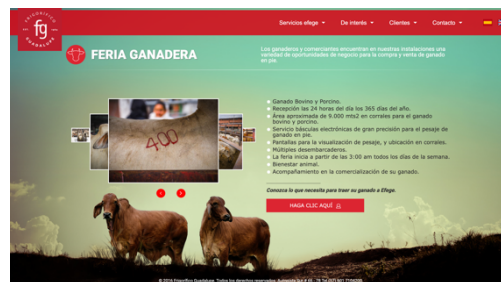 FRIGORÍFICO
fg
GUADALUPE
Servicios efege
De interés
Clientes
Contacto
FERIA GANADERA
Los ganaderos y comerciantes encuentran en nuestras instalaciones una
variedad de oportunidades de negocio para la compra y venta de ganado
en pie.
400
Ganado Bovino y Porcino.
Recepción las 24 horas del día los 365 días del año.
Área aproximada de 9.000 mts2 en corrales para el ganado
bovino y porcino.
Servicio básculas electrónicas de gran precisión para el pesaje de
ganado en pie.
Pantallas para la visualización de pesaje, y ubicación en corrales.
Múltiples desembarcaderos.
La feria inicia a partir de las 3:00 am todos los días de la semana.
Bienestar animal.
Acompañamiento en la comercialización de su ganado.
Conozca lo que necesita para traer su ganado a Efege.
HAGA CLIC AQUÍ
© 2016 Frigorífico Guadalupe. Todos los derechos reservados.